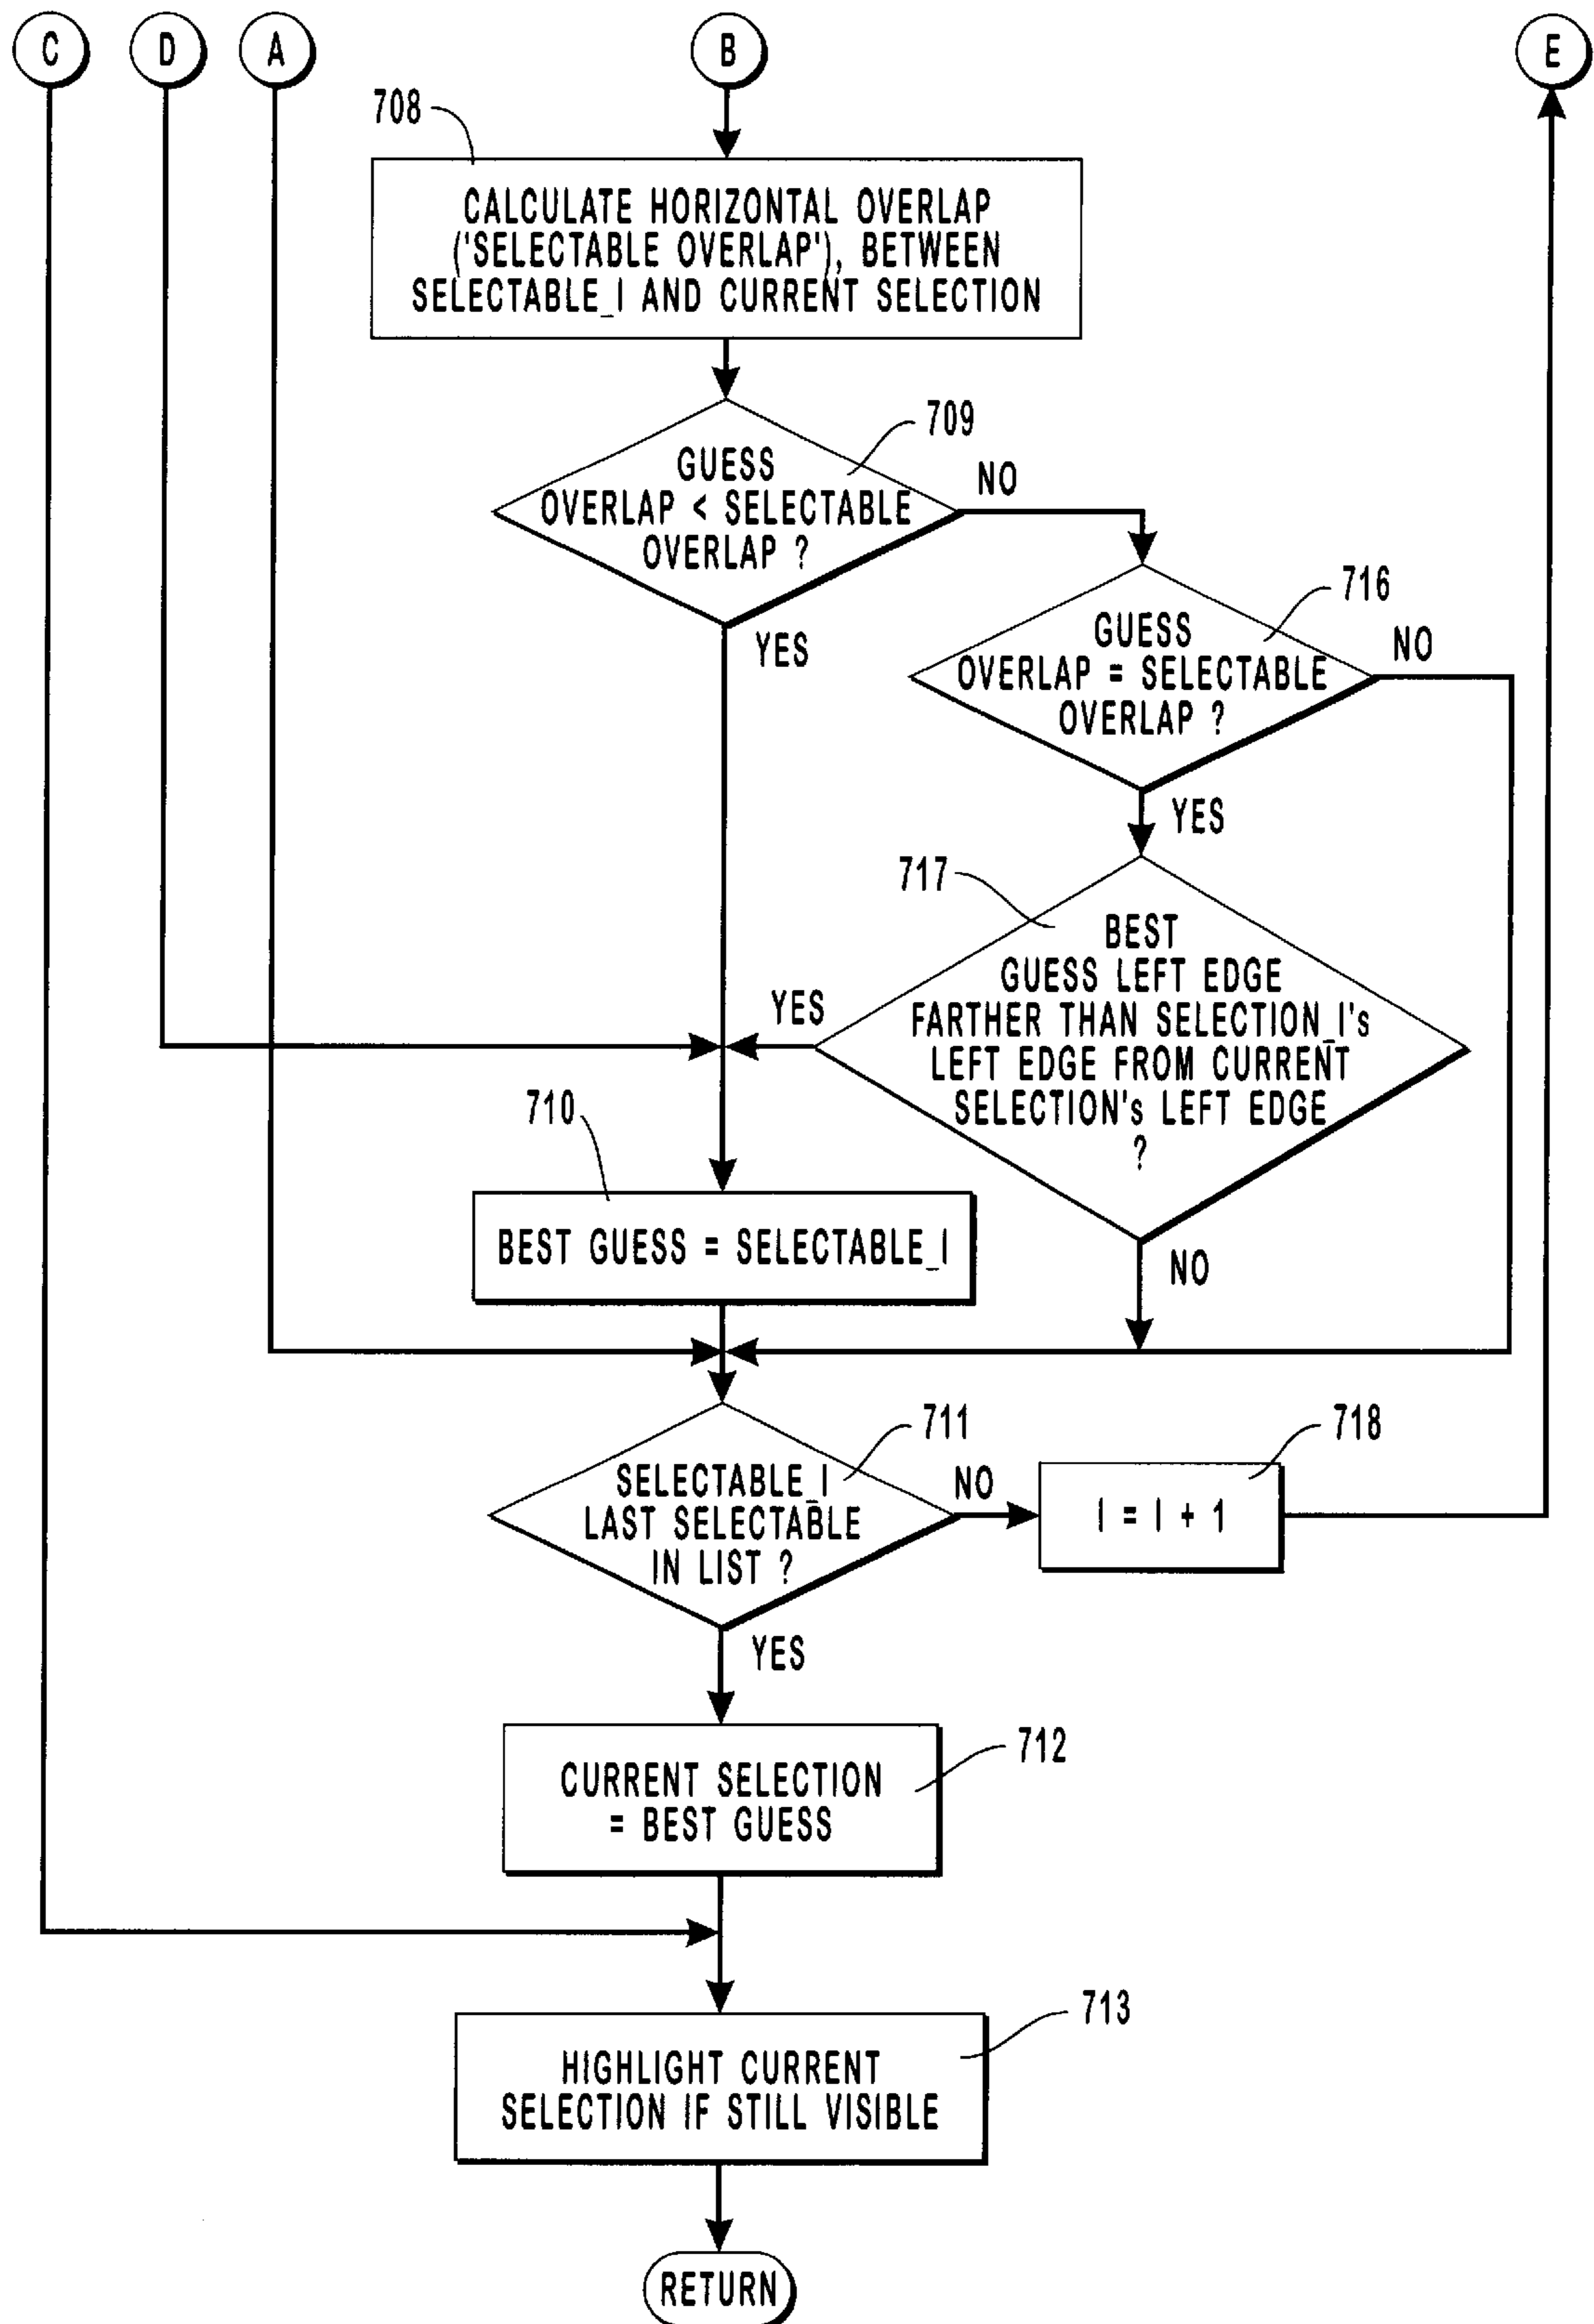 C
D
A
B
E
708
CALCULATE HORIZONTAL OVERLAP
('SELECTABLE OVERLAP'), BETWEEN
SELECTABLE_I AND CURRENT SELECTION
709
GUESS
OVERLAP < SELECTABLE
OVERLAP ?
NO
YES
716
GUESS
OVERLAP = SELECTABLE
OVERLAP ?
NO
YES
717
BEST
GUESS LEFT EDGE
FARTHER THAN SELECTION_I's
LEFT EDGE FROM CURRENT
SELECTION's LEFT EDGE
?
YES
NO
710
BEST GUESS = SELECTABLE_I
711
SELECTABLE_I
LAST SELECTABLE
IN LIST ?
NO
718
I = I + 1
YES
712
CURRENT SELECTION
= BEST GUESS
713
HIGHLIGHT CURRENT
SELECTION IF STILL VISIBLE
RETURN